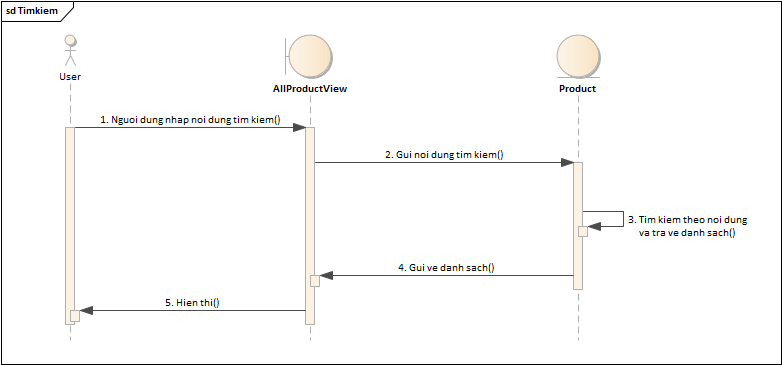 sd Timkiem
User
AllProductView
Product
1. Nguoi dung nhap noi dung tim kiem()
2. Gui noi dung tim kiem()
3. Tim kiem theo noi dung
va tra ve danh sach()
4. Gui ve danh sach()
5. Hien thi()